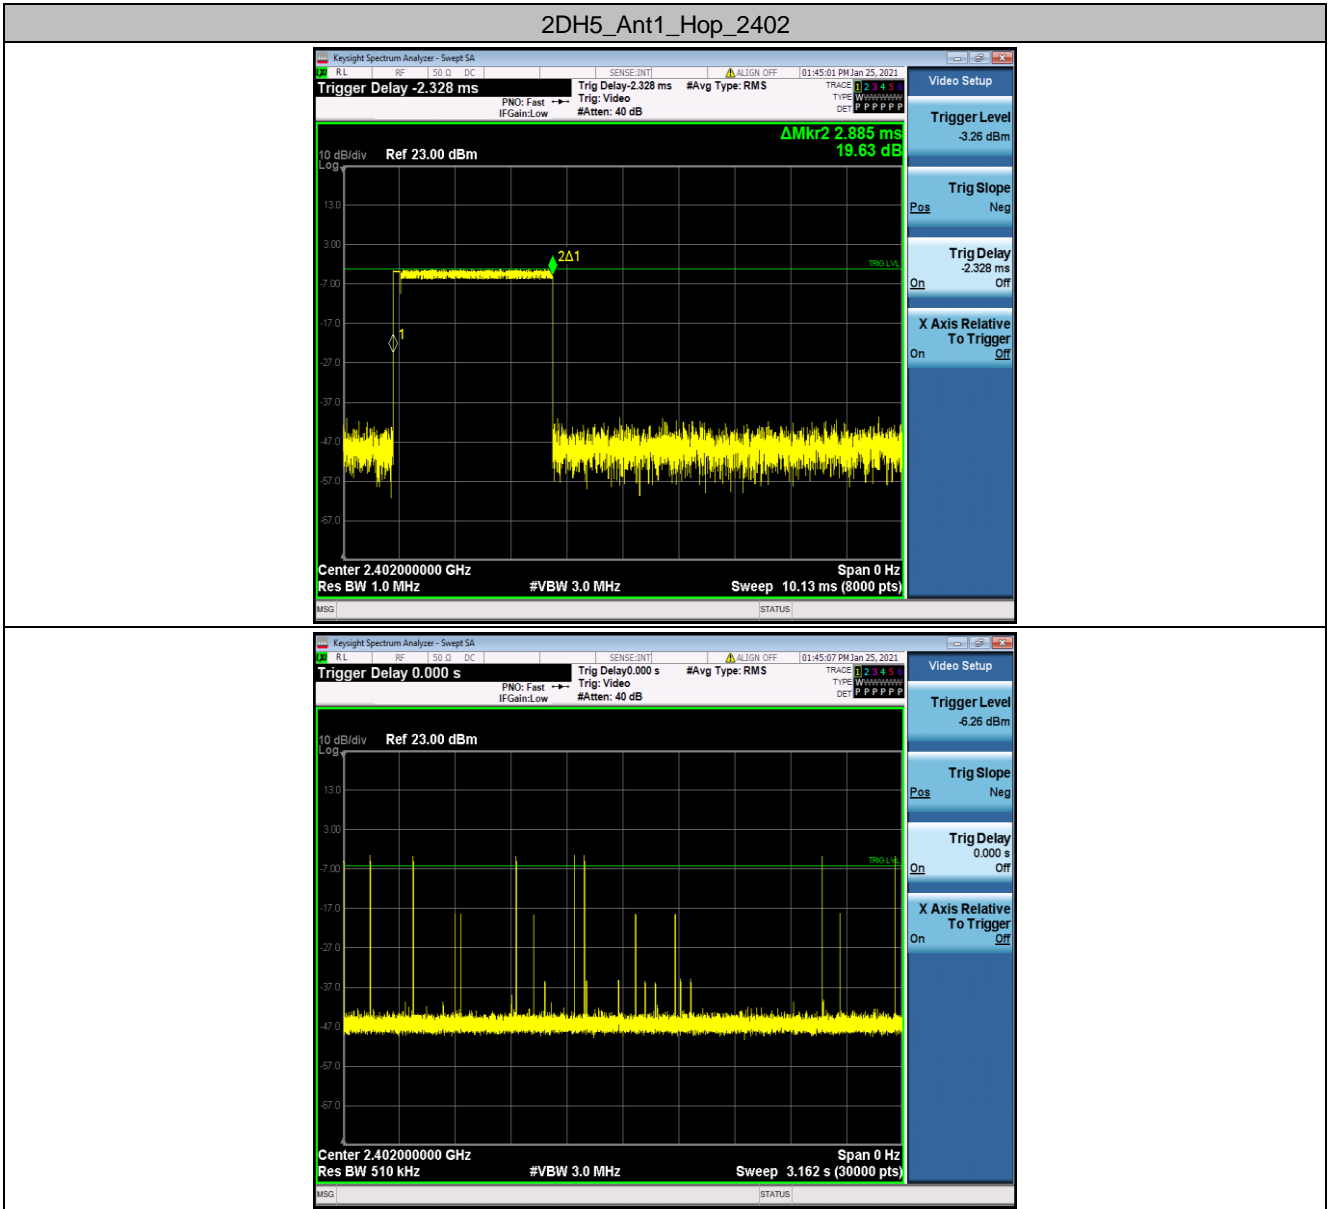 2DH5_Ant1_Hop_2402
Keysight Spectrum Analyzer - Swept SA
RL RF 50 Ω DC SENSE:INT ALIGN OFF 01:45:01 PM Jan 25, 2021
Trigger Delay -2.328 ms
PNO: Fast
IFGain:Low
Trig Delay-2.328 ms
Trig: Video
#Atten: 40 dB
#Avg Type: RMS
TRACE 1 2 3 4 5 6
TYPE W
DET P P P P P P
ΔMkr2 2.885 ms
19.63 dB
10 dB/div
Log
Ref 23.00 dBm
13.0
3.00
-7.00
-17.0
-27.0
-37.0
-47.0
-57.0
-67.0
TRIG LVL
2Δ1
1
Center 2.402000000 GHz
Span 0 Hz
Res BW 1.0 MHz
#VBW 3.0 MHz
Sweep 10.13 ms (8000 pts)
MSG
STATUS
Video Setup
Trigger Level
-3.26 dBm
Trig Slope
Pos Neg
Trig Delay
-2.328 ms
On Off
X Axis Relative
To Trigger
On Off
Keysight Spectrum Analyzer - Swept SA
RL RF 50 Ω DC SENSE:INT ALIGN OFF 01:45:07 PM Jan 25, 2021
Trigger Delay 0.000 s
PNO: Fast
IFGain:Low
Trig Delay0.000 s
Trig: Video
#Atten: 40 dB
#Avg Type: RMS
TRACE 1 2 3 4 5 6
TYPE W
DET P P P P P P
10 dB/div
Log
Ref 23.00 dBm
13.0
3.00
-7.00
-17.0
-27.0
-37.0
-47.0
-57.0
-67.0
TRIG LVL
Center 2.402000000 GHz
Span 0 Hz
Res BW 510 kHz
#VBW 3.0 MHz
Sweep 3.162 s (30000 pts)
MSG
STATUS
Video Setup
Trigger Level
-6.26 dBm
Trig Slope
Pos Neg
Trig Delay
0.000 s
On Off
X Axis Relative
To Trigger
On Off